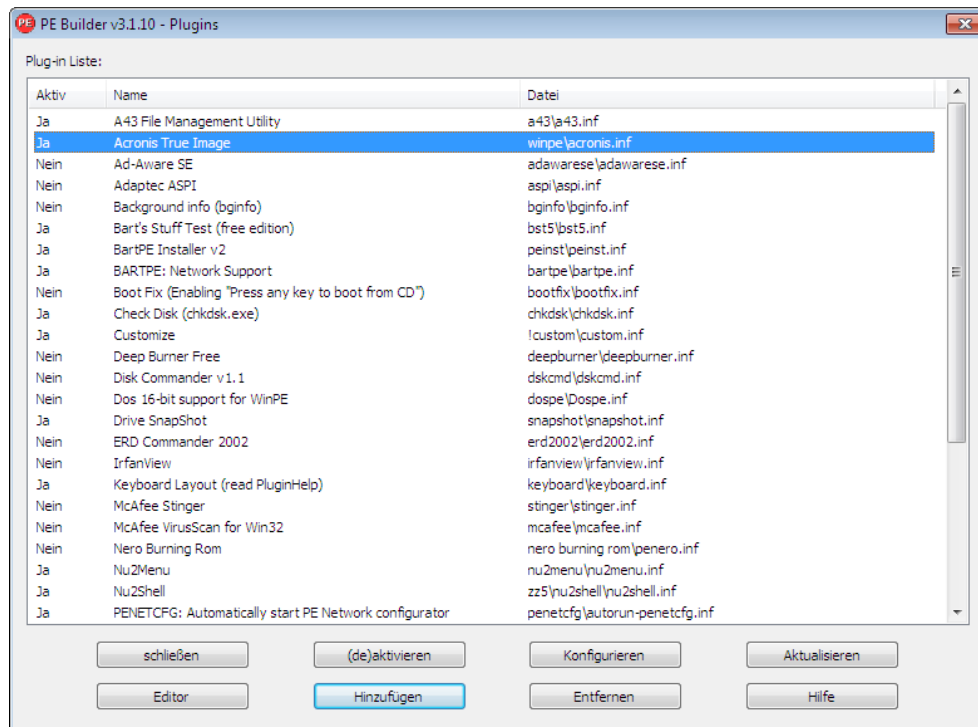 PE PE Builder v3.1.10 - Plugins
Plug-in Liste:
Aktiv Name Datei
Ja A43 File Management Utility a43\a43.inf
Ja Acronis True Image winpe\acronis.inf
Nein Ad-Aware SE adawarese\adawarese.inf
Nein Adaptec ASPI aspi\aspi.inf
Nein Background info (bginfo) bginfo\bginfo.inf
Ja Bart's Stuff Test (free edition) bst5\bst5.inf
Ja BartPE Installer v2 peinst\peinst.inf
Ja BARTPE: Network Support bartpe\bartpe.inf
Nein Boot Fix (Enabling "Press any key to boot from CD") bootfix\bootfix.inf
Ja Check Disk (chkdsk.exe) chkdsk\chkdsk.inf
Ja Customize !custom\custom.inf
Nein Deep Burner Free deepburner\deepburner.inf
Nein Disk Commander v1.1 dskcmd\dskcmd.inf
Nein Dos 16-bit support for WinPE dospe\Dospe.inf
Ja Drive SnapShot snapshot\snapshot.inf
Nein ERD Commander 2002 erd2002\erd2002.inf
Nein IrfanView irfanview\irfanview.inf
Ja Keyboard Layout (read PluginHelp) keyboard\keyboard.inf
Nein McAfee Stinger stinger\stinger.inf
Nein McAfee VirusScan for Win32 mcafee\mcafee.inf
Nein Nero Burning Rom nero burning rom\penero.inf
Ja Nu2Menu nu2menu\nu2menu.inf
Ja Nu2Shell zz5\nu2shell\nu2shell.inf
Ja PENETCFG: Automatically start PE Network configurator penetcfg\autorun-penetcfg.inf
schließen (de)aktivieren Konfigurieren Aktualisieren
Editor Hinzufügen Entfernen Hilfe